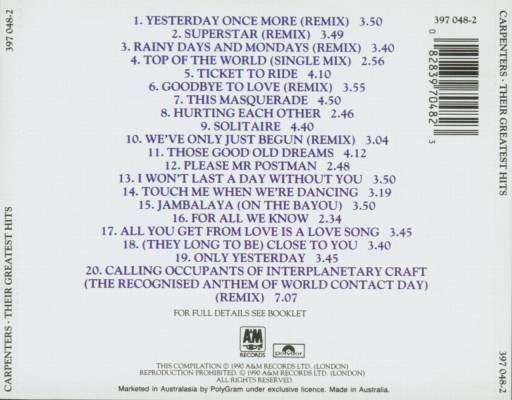 1. YESTERDAY ONCE MORE (REMIX) 3.50
2. SUPERSTAR (REMIX) 3.49
3. RAINY DAYS AND MONDAYS (REMIX) 3.40
4. TOP OF THE WORLD (SINGLE MIX) 2.56
5. TICKET TO RIDE 4.10
6. GOODBYE TO LOVE (REMIX) 3.55
7. THIS MASQUERADE 4.50
8. HURTING EACH OTHER 2.46
9. SOLITAIRE 4.40
10. WE'VE ONLY JUST BEGUN (REMIX) 3.04
11. THOSE GOOD OLD DREAMS 4.12
12. PLEASE MR POSTMAN 2.48
13. I WON'T LAST A DAY WITHOUT YOU 3.50
14. TOUCH ME WHEN WE'RE DANCING 3.19
15. JAMBALAYA (ON THE BAYOU) 3.50
16. FOR ALL WE KNOW 2.34
17. ALL YOU GET FROM LOVE IS A LOVE SONG 3.45
18. (THEY LONG TO BE) CLOSE TO YOU 3.40
19. ONLY YESTERDAY 3.45
20. CALLING OCCUPANTS OF INTERPLANETARY CRAFT
(THE RECOGNISED ANTHEM OF WORLD CONTACT DAY)
(REMIX) 7.07
FOR FULL DETAILS SEE BOOKLET
A&M
RECORDS
polydor
THIS COMPILATION ℗ 1990 A&M RECORDS LTD. (LONDON)
REPRODUCTION PROHIBITED. © 1990 A&M RECORDS LTD. (LONDON)
ALL RIGHTS RESERVED.
Marketed in Australasia by PolyGram under exclusive licence. Made in Australia.
397 048-2
0 82839 70482 3
397 048-2
CARPENTERS · THEIR GREATEST HITS
CARPENTERS · THEIR GREATEST HITS
397 048-2